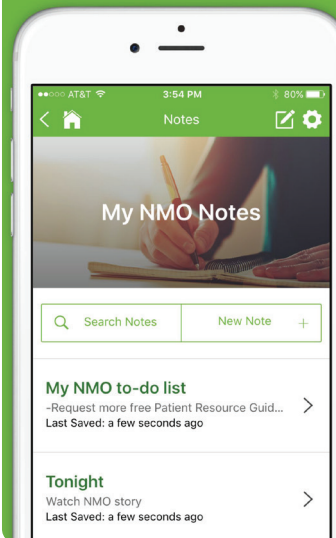 AT&T 3:54 PM 80%
Notes
My NMO Notes
Search Notes New Note +
My NMO to-do list
-Request more free Patient Resource Guid...
Last Saved: a few seconds ago
Tonight
Watch NMO story
Last Saved: a few seconds ago